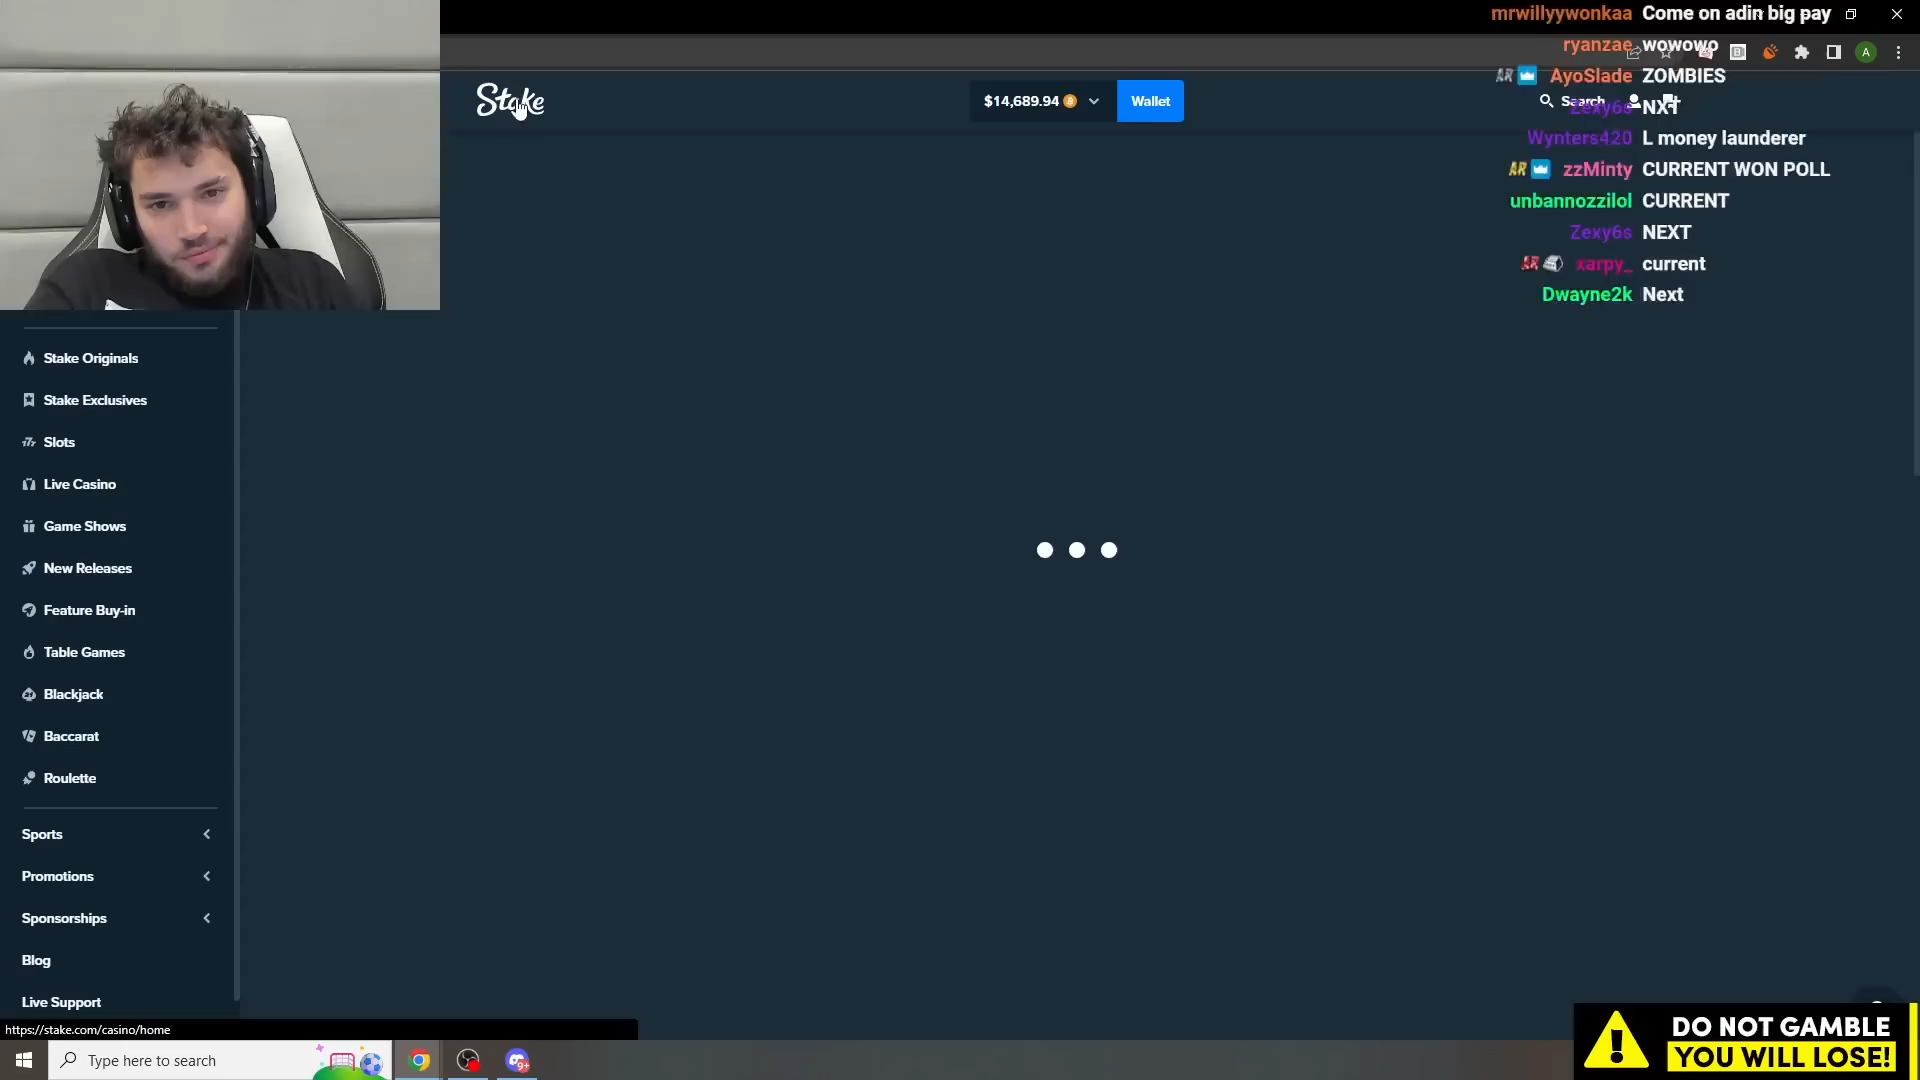 mrwillyywonkaa Come on adin big pay
ryanzae wowowo
AyoSlade ZOMBIES
Zexy6s NXT
Wynters420 L money launderer
zzMinty CURRENT WON POLL
unbannozzilol CURRENT
Zexy6s NEXT
xarpy_ current
Dwayne2k Next
Stake
$14,689.94
Wallet
Search
Stake Originals
Stake Exclusives
Slots
Live Casino
Game Shows
New Releases
Feature Buy-in
Table Games
Blackjack
Baccarat
Roulette
Sports
Promotions
Sponsorships
Blog
Live Support
https://stake.com/casino/home
Type here to search
9+
A
DO NOT GAMBLE
YOU WILL LOSE!